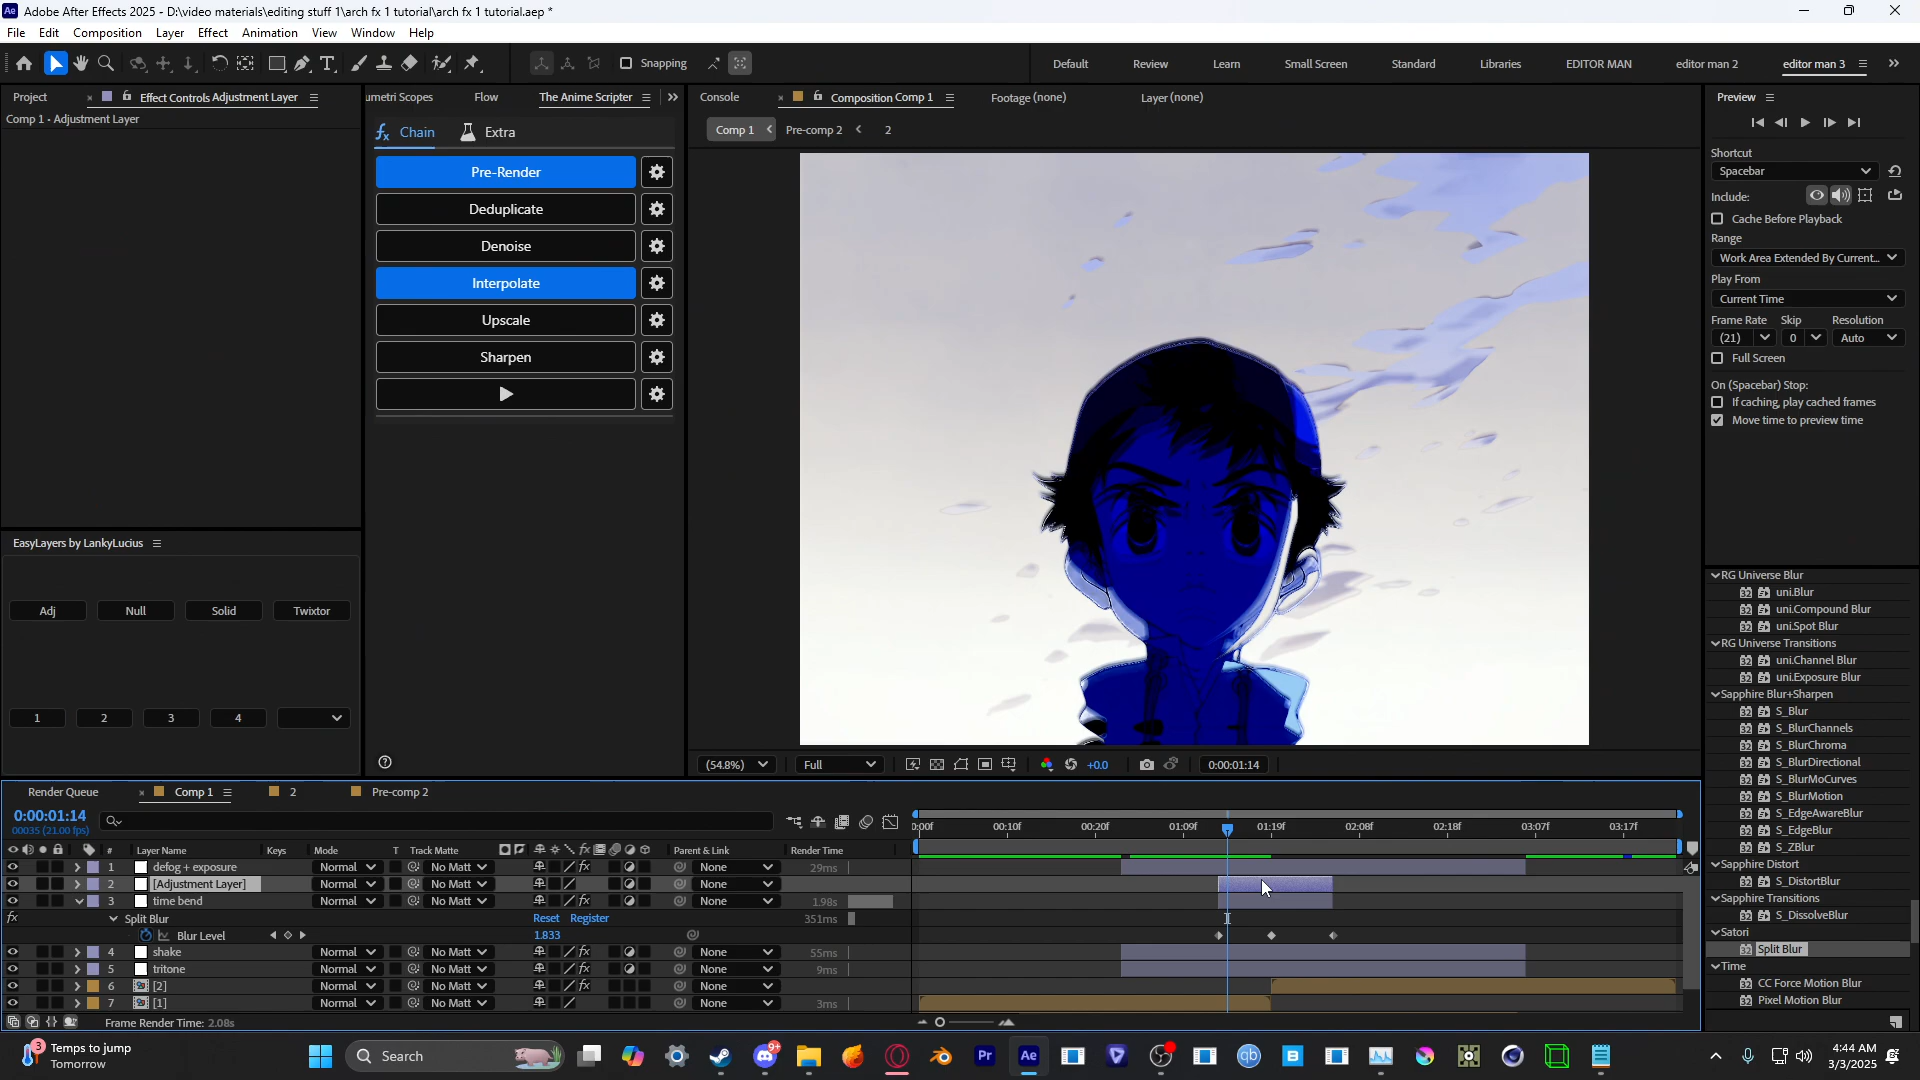 Adobe After Effects 2025 - D:\video materials\editing stuff 1\arch fx 1 tutorial\arch fx 1 tutorial.aep *
File Edit Composition Layer Effect Animation View Window Help
Snapping
Default Review Learn Small Screen Standard Libraries EDITOR MAN editor man 2 editor man 3
Project Effect Controls Adjustment Layer
Comp 1 - Adjustment Layer
umetri Scopes Flow The Anime Scripter
Chain Extra
Pre-Render
Deduplicate
Denoise
Interpolate
Upscale
Sharpen
EasyLayers by LankyLucius
Adj Null Solid Twixtor
1 2 3 4
Console Composition Comp 1 Footage (none) Layer (none)
Comp 1 Pre-comp 2 2
(54.8%) Full +0.0 0:00:01:14
Preview
Shortcut
Spacebar
Include:
Cache Before Playback
Range
Work Area Extended By Current...
Play From
Current Time
Frame Rate Skip Resolution
(21) 0 Auto
Full Screen
On (Spacebar) Stop:
If caching, play cached frames
Move time to preview time
RG Universe Blur
uni.Blur
uni.Compound Blur
uni.Spot Blur
RG Universe Transitions
uni.Channel Blur
uni.Exposure Blur
Sapphire Blur+Sharpen
S_Blur
S_BlurChannels
S_BlurChroma
S_BlurDirectional
S_BlurMoCurves
S_BlurMotion
S_EdgeAwareBlur
S_EdgeBlur
S_ZBlur
Sapphire Distort
S_DistortBlur
Sapphire Transitions
S_DissolveBlur
Satori
Split Blur
Time
CC Force Motion Blur
Pixel Motion Blur
Render Queue Comp 1 2 Pre-comp 2
0:00:01:14
00035 (21.00 fps)
):00f 00:10f 00:20f 01:09f 01:19f 02:08f 02:18f 03:07f 03:17f
# Layer Name Keys Mode T Track Matte Parent & Link Render Time
1 defog + exposure Normal No Matt None 29ms
2 [Adjustment Layer] Normal No Matt None
3 time bend Normal No Matt None 1.98s
fx Split Blur Reset Register 351ms
Blur Level 1.833
4 shake Normal No Matt None 55ms
5 tritone Normal No Matt None 9ms
6 [2] Normal No Matt None
7 [1] Normal No Matt None 3ms
Frame Render Time: 2.08s
3 Temps to jump
Tomorrow
Search
9+
Pr Ae
4:44 AM
3/3/2025